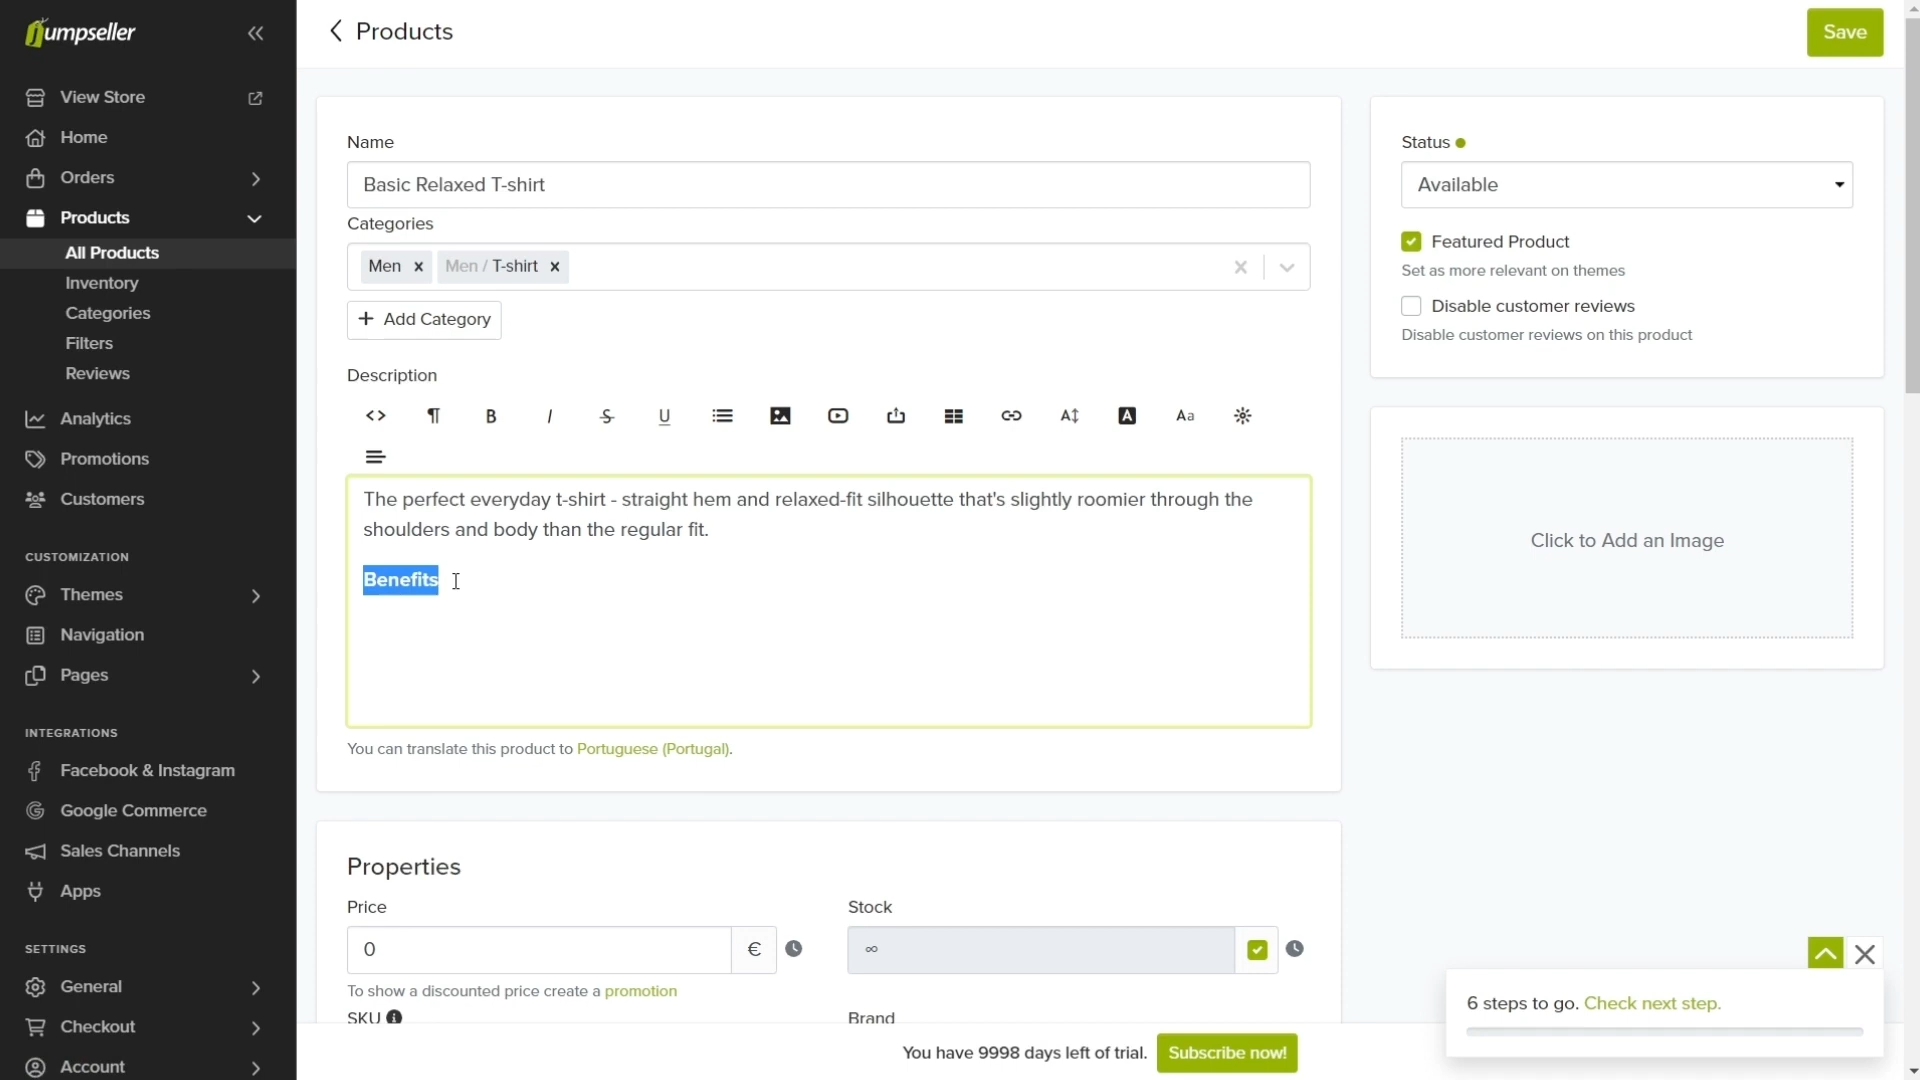 Jumpseller
View Store
Home
Orders
Products
All Products
Inventory
Categories
Filters
Reviews
Analytics
Promotions
Customers
CUSTOMIZATION
Themes
Navigation
Pages
INTEGRATIONS
Facebook & Instagram
Google Commerce
Sales Channels
Apps
SETTINGS
General
Checkout
Account
Products
Save
Name
Basic Relaxed T-shirt
Categories
Men
Men / T-shirt
+ Add Category
Description
The perfect everyday t-shirt - straight hem and relaxed-fit silhouette that's slightly roomier through the
shoulders and body than the regular fit.
Benefits
You can translate this product to Portuguese (Portugal).
Properties
Price
0 €
To show a discounted price create a promotion
Stock
∞
SKU
Brand
Status
Available
Featured Product
Set as more relevant on themes
Disable customer reviews
Disable customer reviews on this product
Click to Add an Image
6 steps to go. Check next step.
You have 9998 days left of trial. Subscribe now!